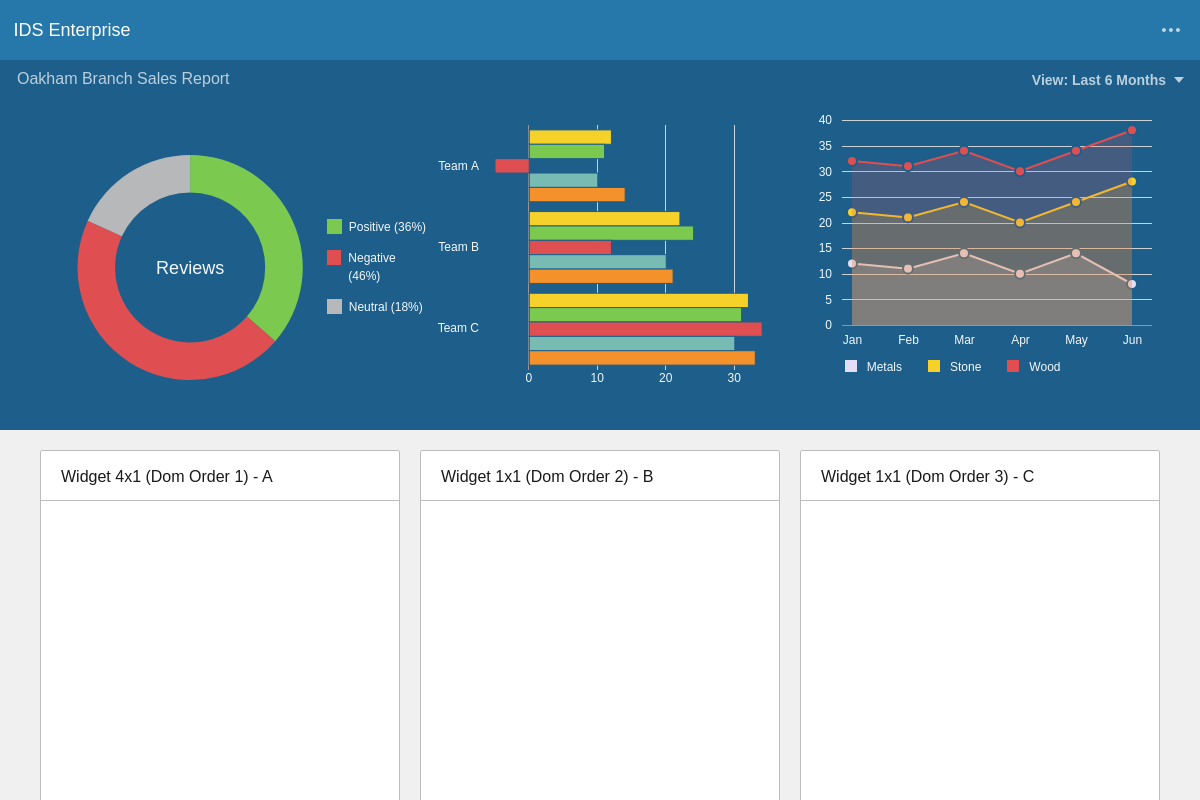 IDS Enterprise
Oakham Branch Sales Report
View: Last 6 Months
Reviews
Positive (36%)
Negative
(46%)
Neutral (18%)
Team A
Team B
Team C
0 10 20 30
40
35
30
25
20
15
10
5
0
Jan Feb Mar Apr May Jun
Metals Stone Wood
Widget 4x1 (Dom Order 1) - A
Widget 1x1 (Dom Order 2) - B
Widget 1x1 (Dom Order 3) - C